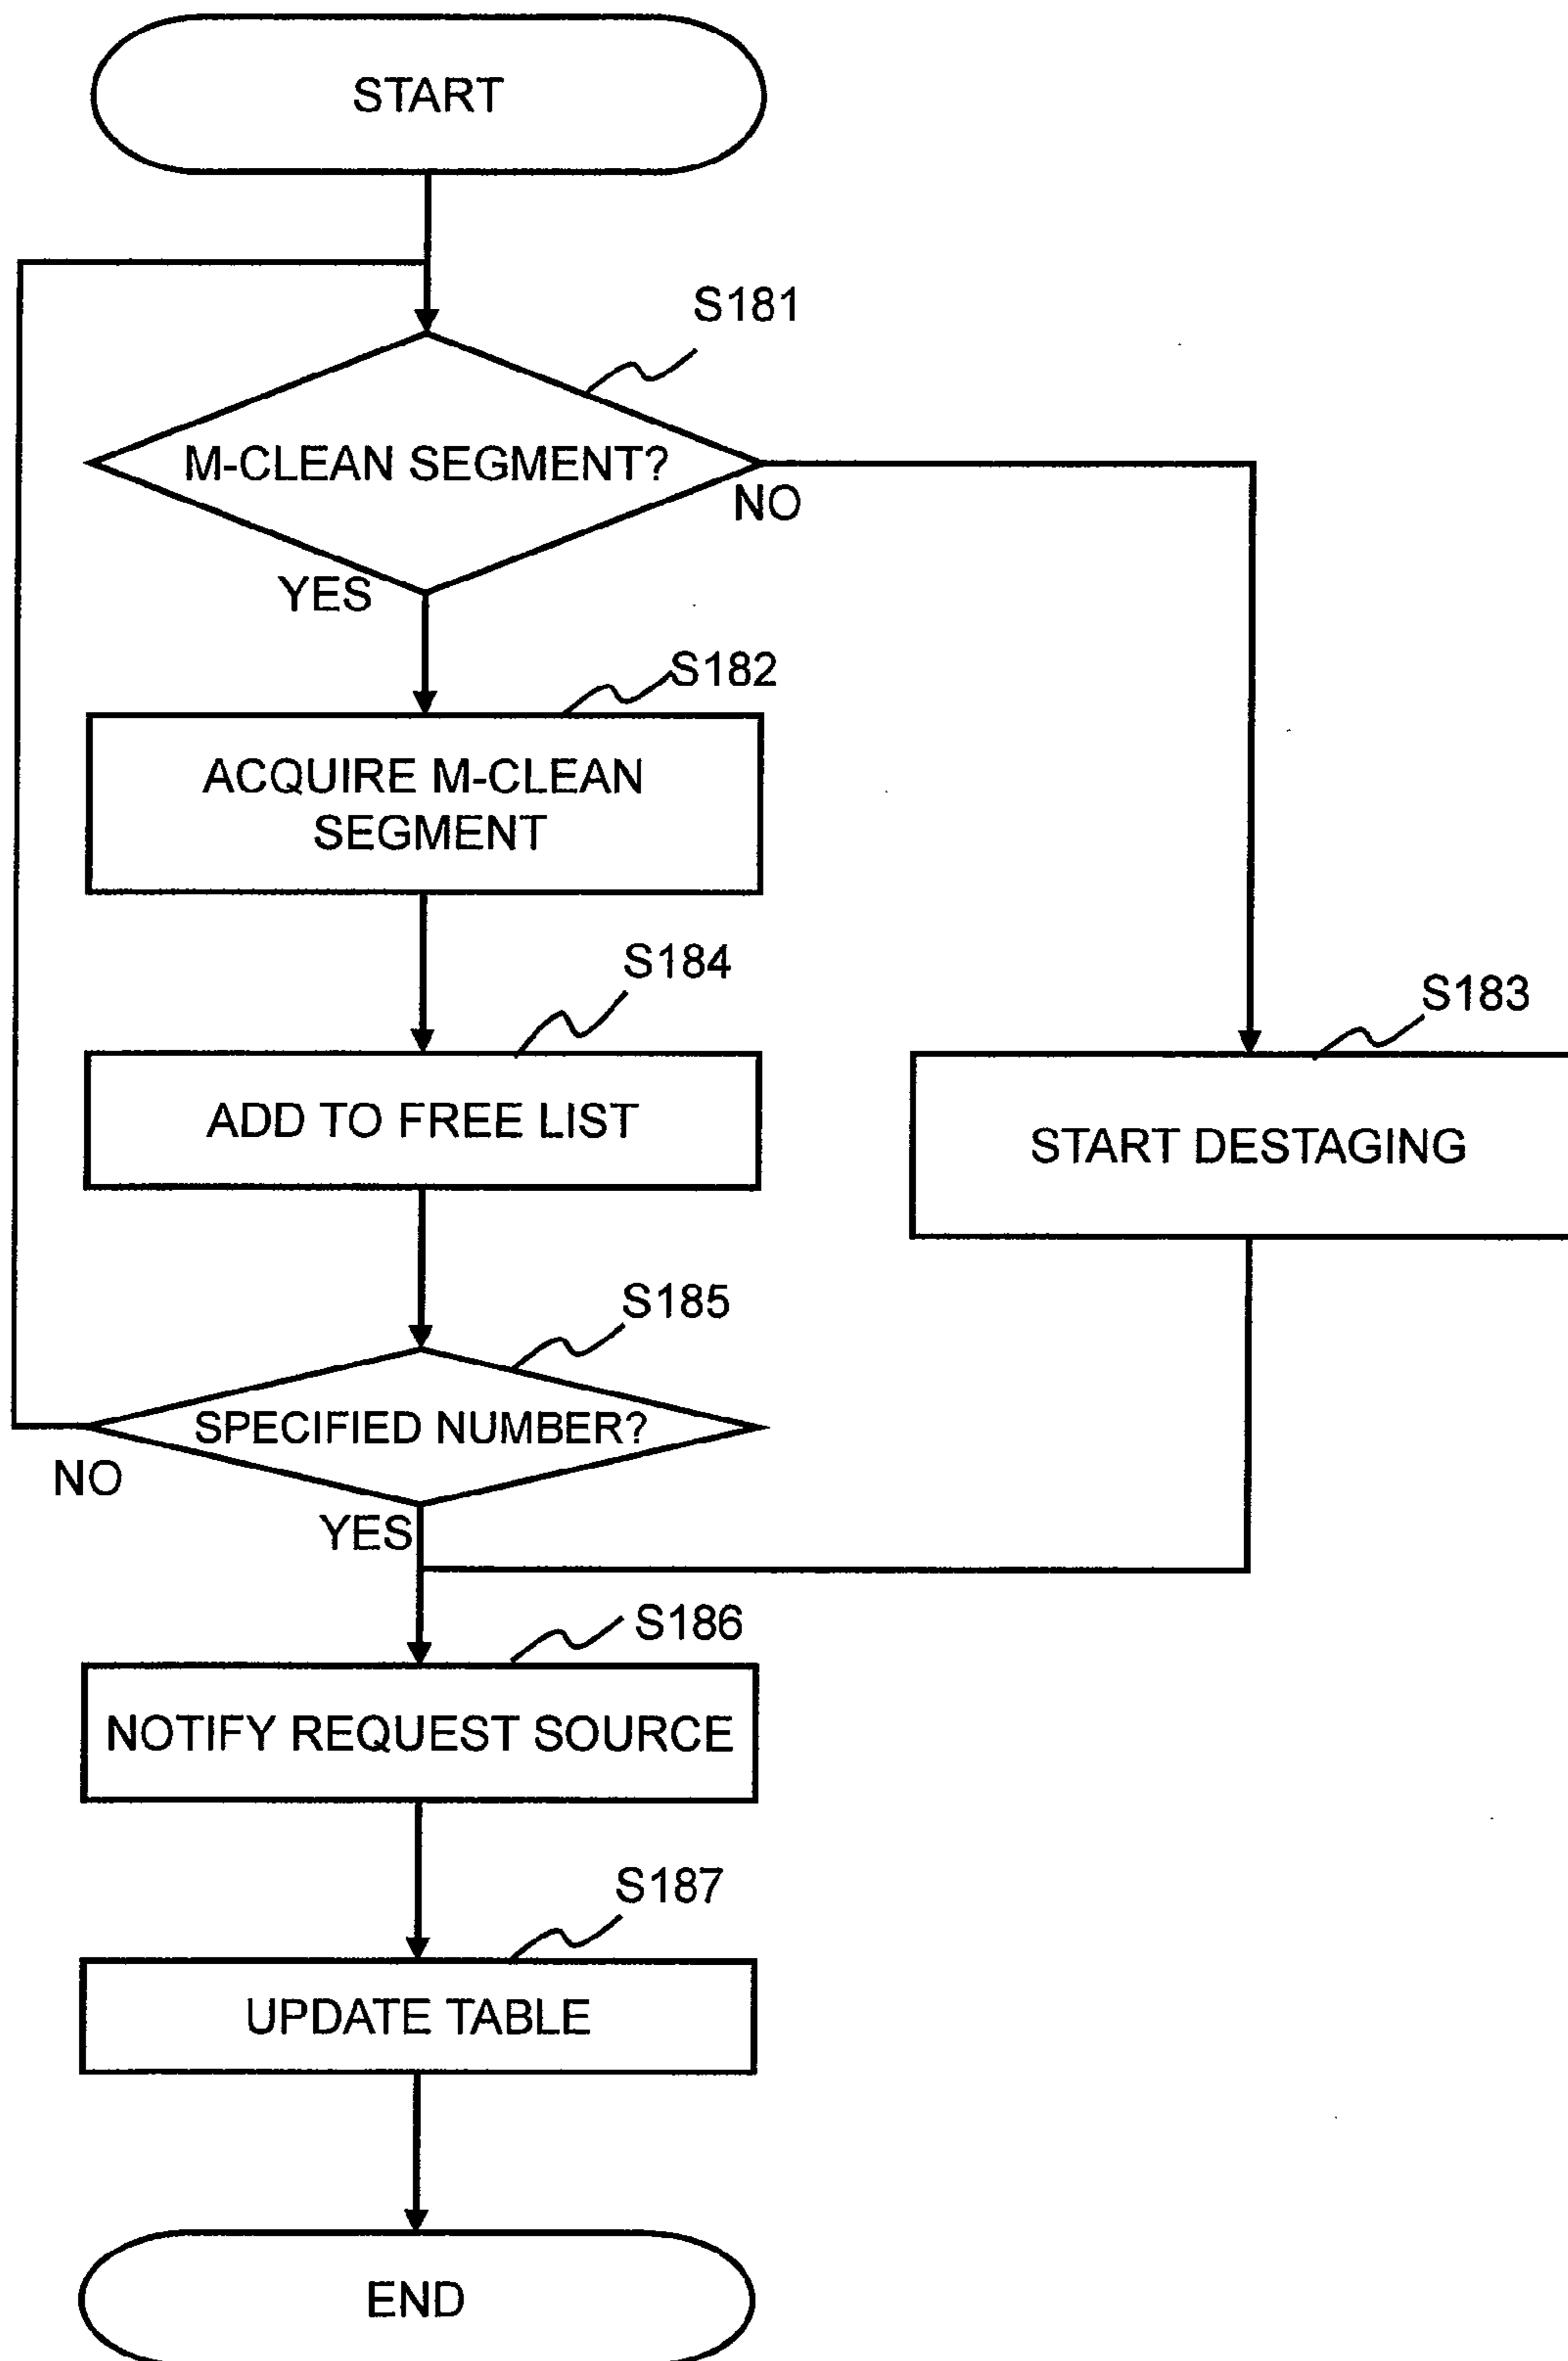 START
S181
M-CLEAN SEGMENT?
NO
YES
S182
ACQUIRE M-CLEAN
SEGMENT
S184
S183
ADD TO FREE LIST
START DESTAGING
S185
SPECIFIED NUMBER?
NO
YES
S186
NOTIFY REQUEST SOURCE
S187
UPDATE TABLE
END